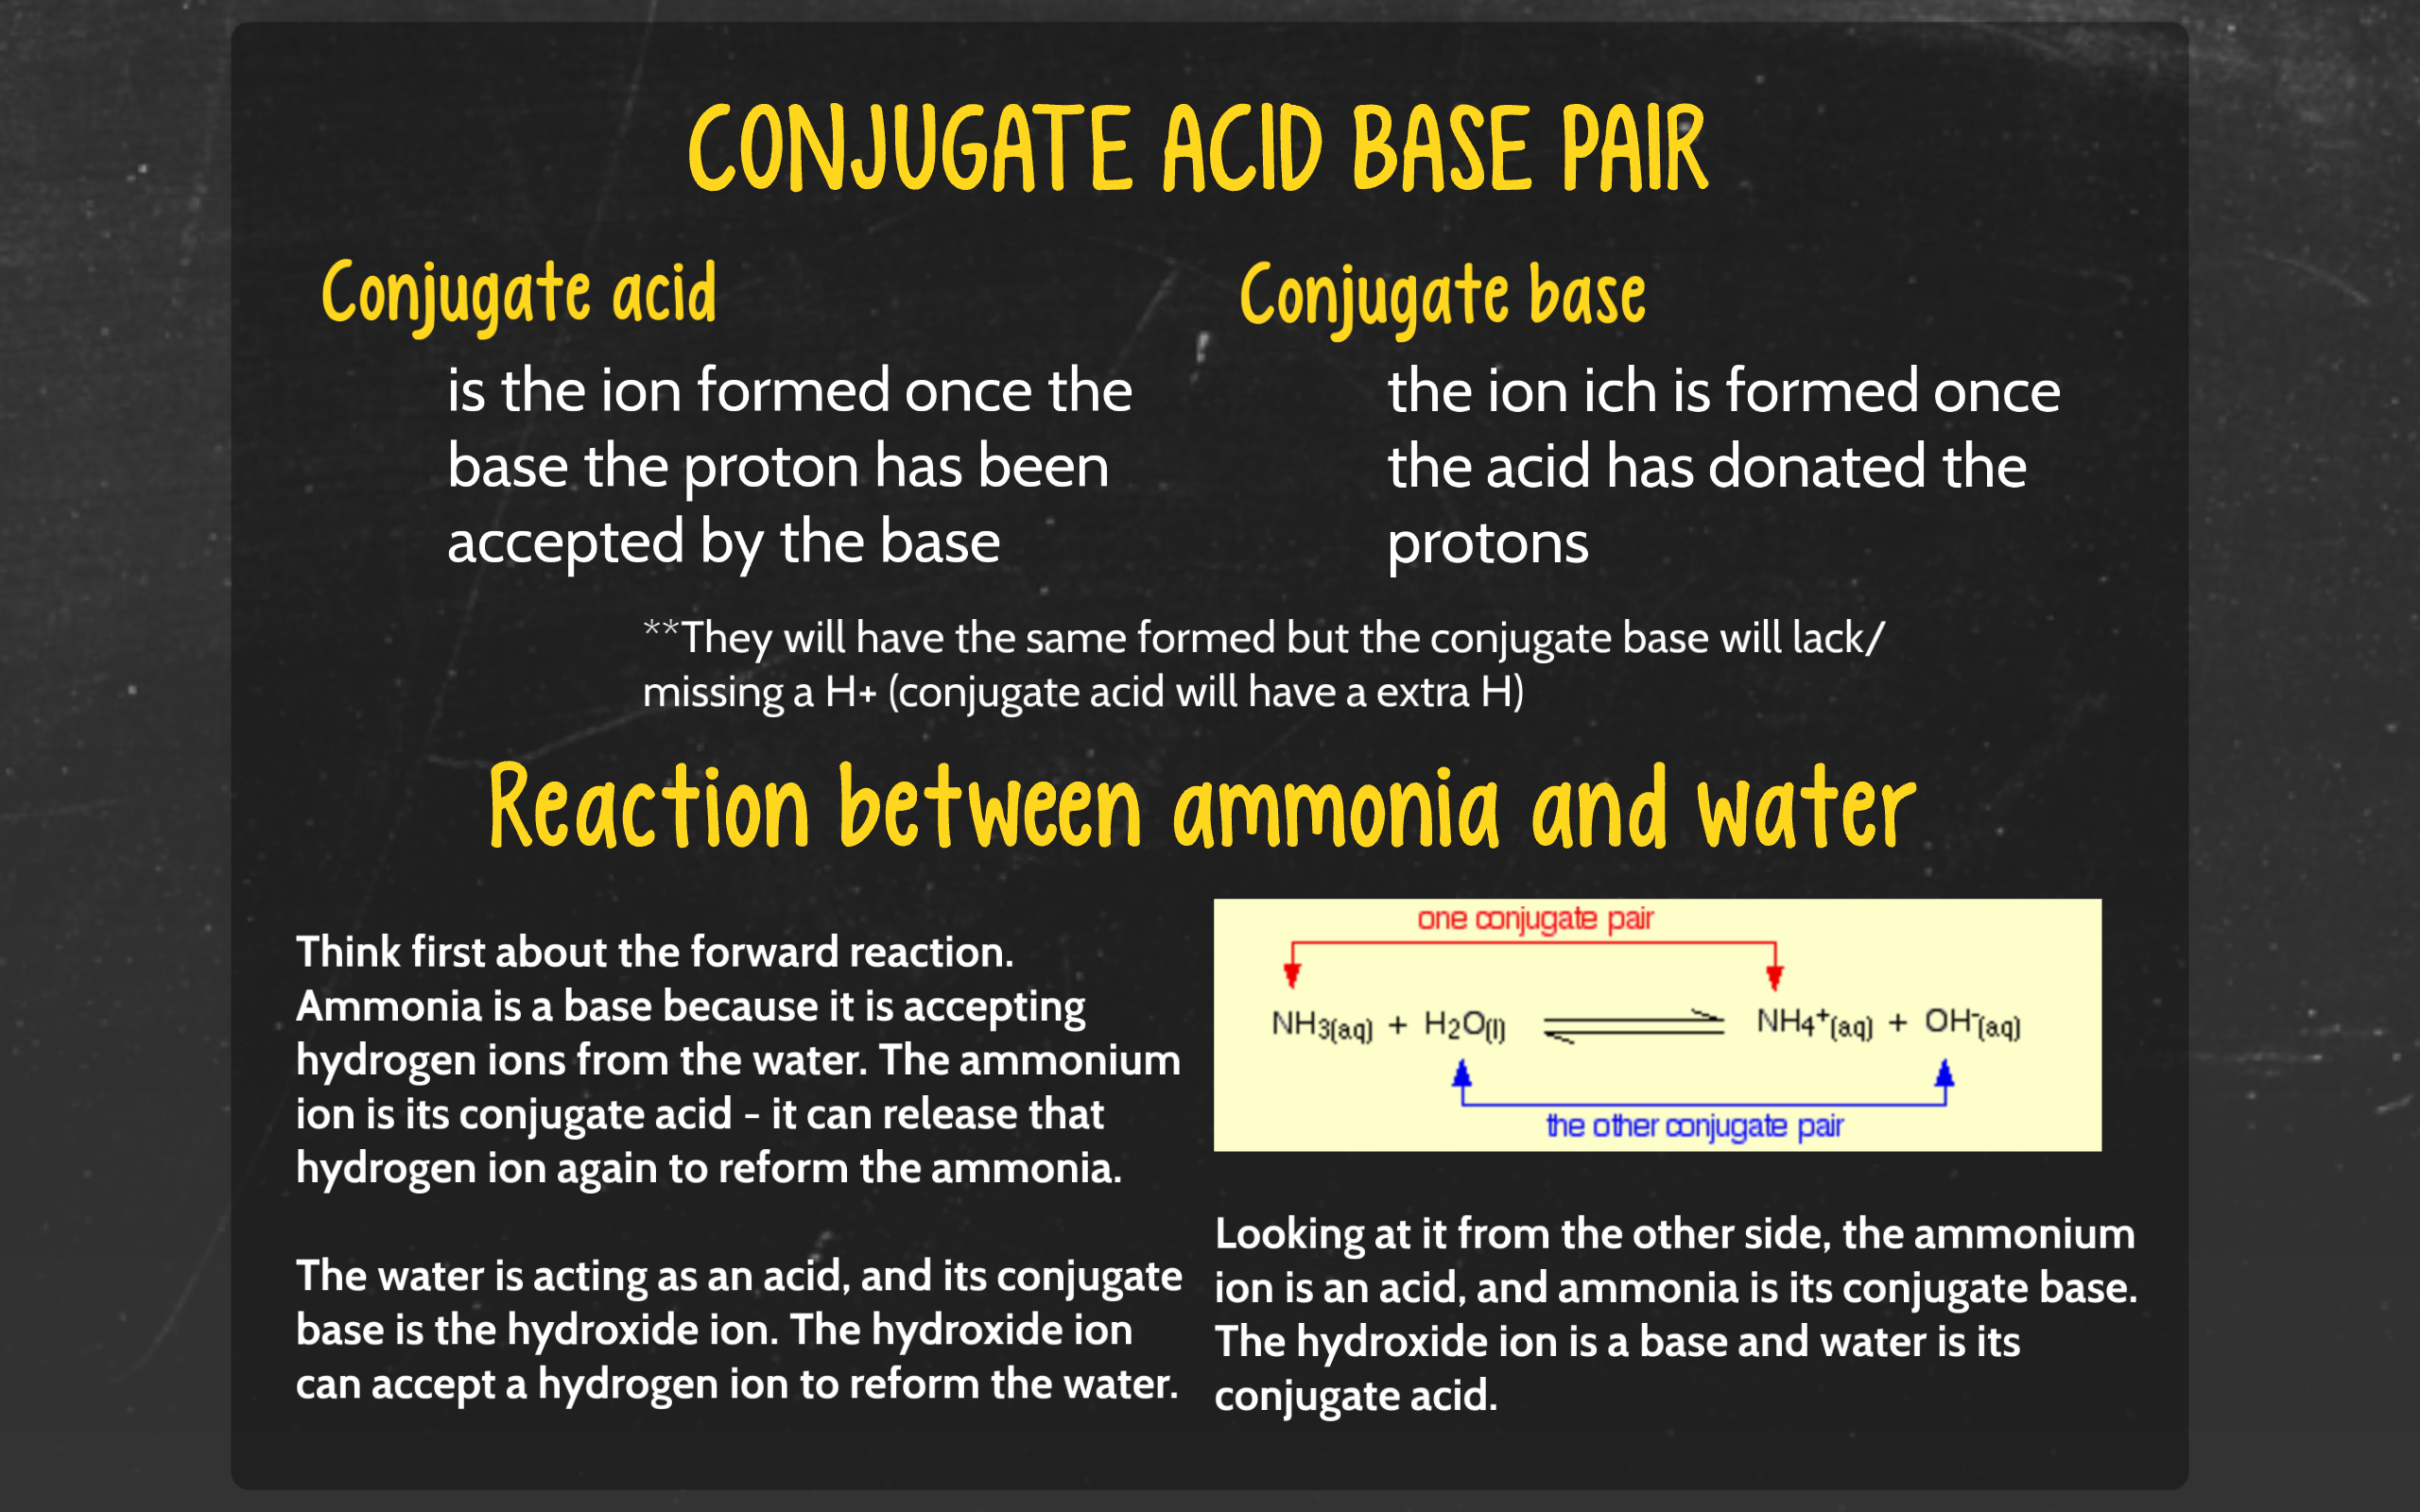 CONJUGATE ACID BASE PAIR
Conjugate acid
is the ion formed once the
base the proton has been
accepted by the base
Conjugate base
the ion ich is formed once
the acid has donated the
protons
**They will have the same formed but the conjugate base will lack/
missing a H+ (conjugate acid will have a extra H)
Reaction between ammonia and water
Think first about the forward reaction.
Ammonia is a base because it is accepting
hydrogen ions from the water. The ammonium
ion is its conjugate acid - it can release that
hydrogen ion again to reform the ammonia.
The water is acting as an acid, and its conjugate
base is the hydroxide ion. The hydroxide ion
can accept a hydrogen ion to reform the water.
one conjugate pair
NH3(aq) + H2O(l) ⇌ NH4+(aq) + OH-(aq)
the other conjugate pair
Looking at it from the other side, the ammonium
ion is an acid, and ammonia is its conjugate base.
The hydroxide ion is a base and water is its
conjugate acid.